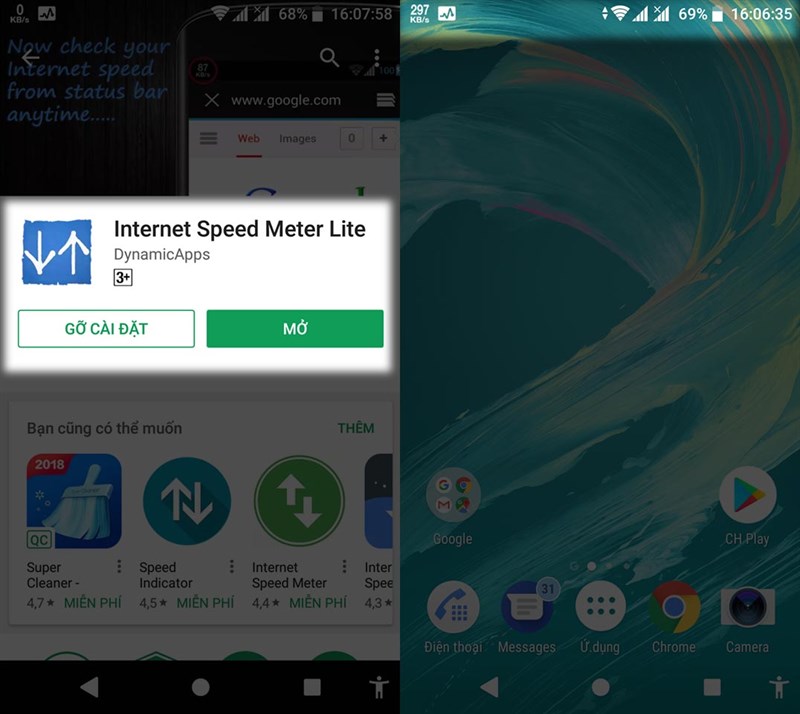 0
KB/s
68%
16:07:58
Now check your
Internet speed
from status bar
anytime.....
87
KB/s
100
www.google.com
Web
Images
0
+
Internet Speed Meter Lite
DynamicApps
3+
GỠ CÀI ĐẶT
MỞ
Bạn cũng có thể muốn
THÊM
2018
QC
Super
Cleaner -
4,7★ MIỄN PHÍ
Speed
Indicator
4,5★ MIỄN PHÍ
Internet
Speed Meter
4,4★ MIỄN PHÍ
Inter
Spee
4,3★
297
KB/s
69%
16:06:35
Google
CH Play
G
Điện thoại
31
Messages
Ứ.dụng
Chrome
Camera